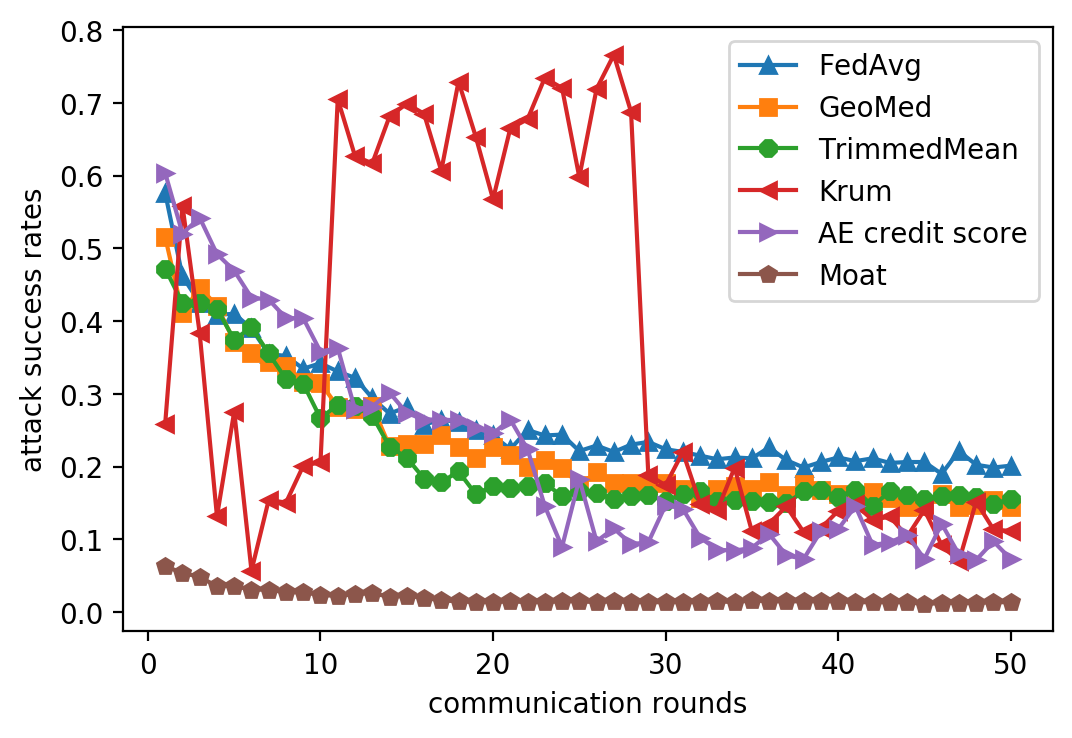 attack success rates
0.8
0.7
0.6
0.5
0.4
0.3
0.2
0.1
0.0
FedAvg
GeoMed
TrimmedMean
Krum
AE credit score
Moat
0 10 20 30 40 50
communication rounds